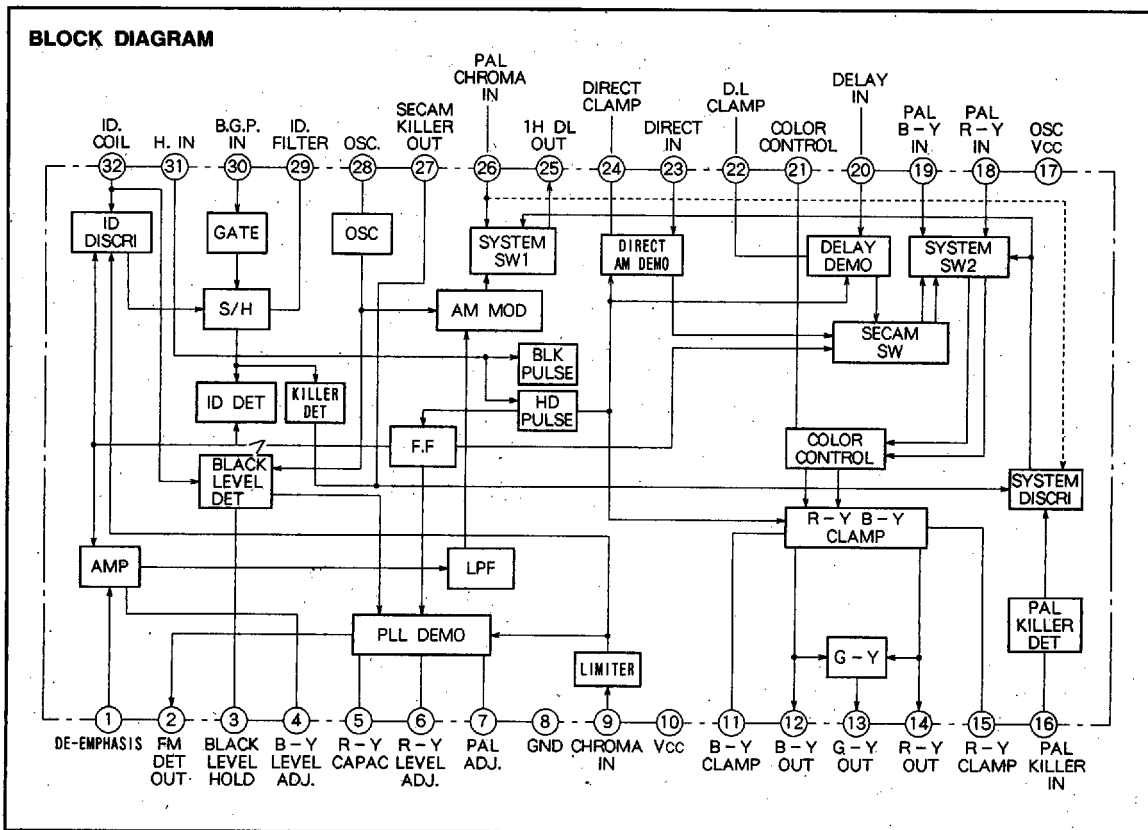 BLOCK DIAGRAM
ID.
COIL
H. IN
B.G.P.
IN
ID.
FILTER
OSC.
SECAM
KILLER
OUT
PAL
CHROMA
IN
1H DL
OUT
DIRECT
CLAMP
DIRECT
IN
D.L
CLAMP
COLOR
CONTROL
DELAY
IN
PAL
B-Y
IN
PAL
R-Y
IN
OSC
Vcc
32
31
30
29
28
27
26
25
24
23
22
21
20
19
18
17
ID
DISCRI
GATE
OSC
SYSTEM
SW1
DIRECT
AM DEMO
DELAY
DEMO
SYSTEM
SW2
S/H
AM MOD
SECAM
SW
BLK
PULSE
ID DET
KILLER
DET
HD
PULSE
F.F
COLOR
CONTROL
BLACK
LEVEL
DET
SYSTEM
DISCRI
R-Y B-Y
CLAMP
AMP
LPF
PLL DEMO
LIMITER
G-Y
PAL
KILLER
DET
1
2
3
4
5
6
7
8
9
10
11
12
13
14
15
16
DE-EMPHASIS
FM
DET
OUT
BLACK
LEVEL
HOLD
B-Y
LEVEL
ADJ.
R-Y
CAPAC
R-Y
LEVEL
ADJ.
PAL
ADJ.
GND
CHROMA
IN
Vcc
B-Y
CLAMP
B-Y
OUT
G-Y
OUT
R-Y
OUT
R-Y
CLAMP
PAL
KILLER
IN